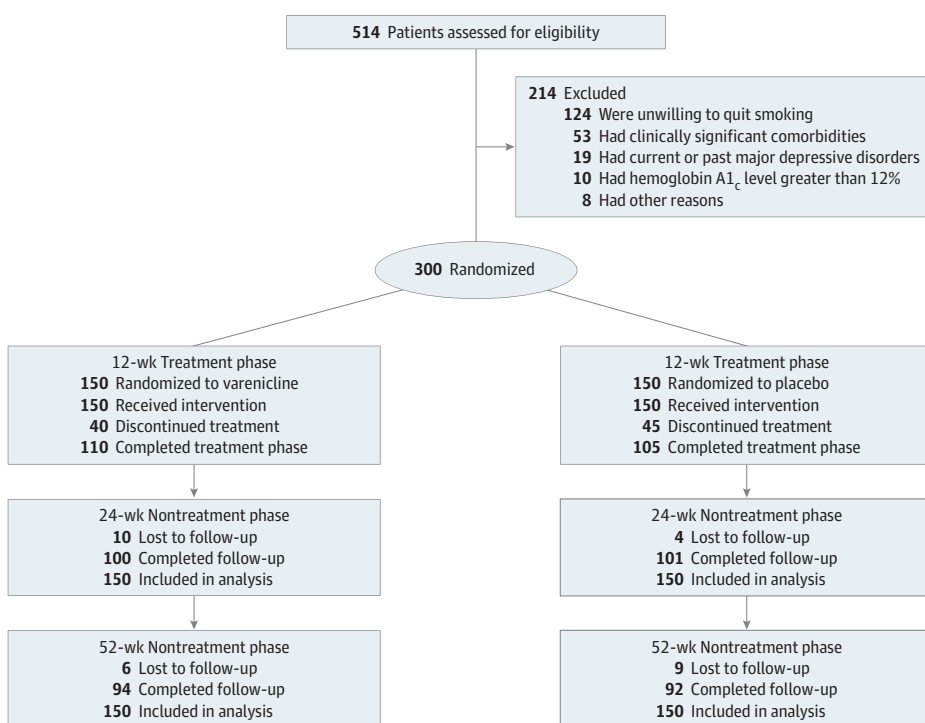 514 Patients assessed for eligibility
214 Excluded
124 Were unwilling to quit smoking
53 Had clinically significant comorbidities
19 Had current or past major depressive disorders
10 Had hemoglobin A1c level greater than 12%
8 Had other reasons
300 Randomized
12-wk Treatment phase
150 Randomized to varenicline
150 Received intervention
40 Discontinued treatment
110 Completed treatment phase
12-wk Treatment phase
150 Randomized to placebo
150 Received intervention
45 Discontinued treatment
105 Completed treatment phase
24-wk Nontreatment phase
10 Lost to follow-up
100 Completed follow-up
150 Included in analysis
24-wk Nontreatment phase
4 Lost to follow-up
101 Completed follow-up
150 Included in analysis
52-wk Nontreatment phase
6 Lost to follow-up
94 Completed follow-up
150 Included in analysis
52-wk Nontreatment phase
9 Lost to follow-up
92 Completed follow-up
150 Included in analysis